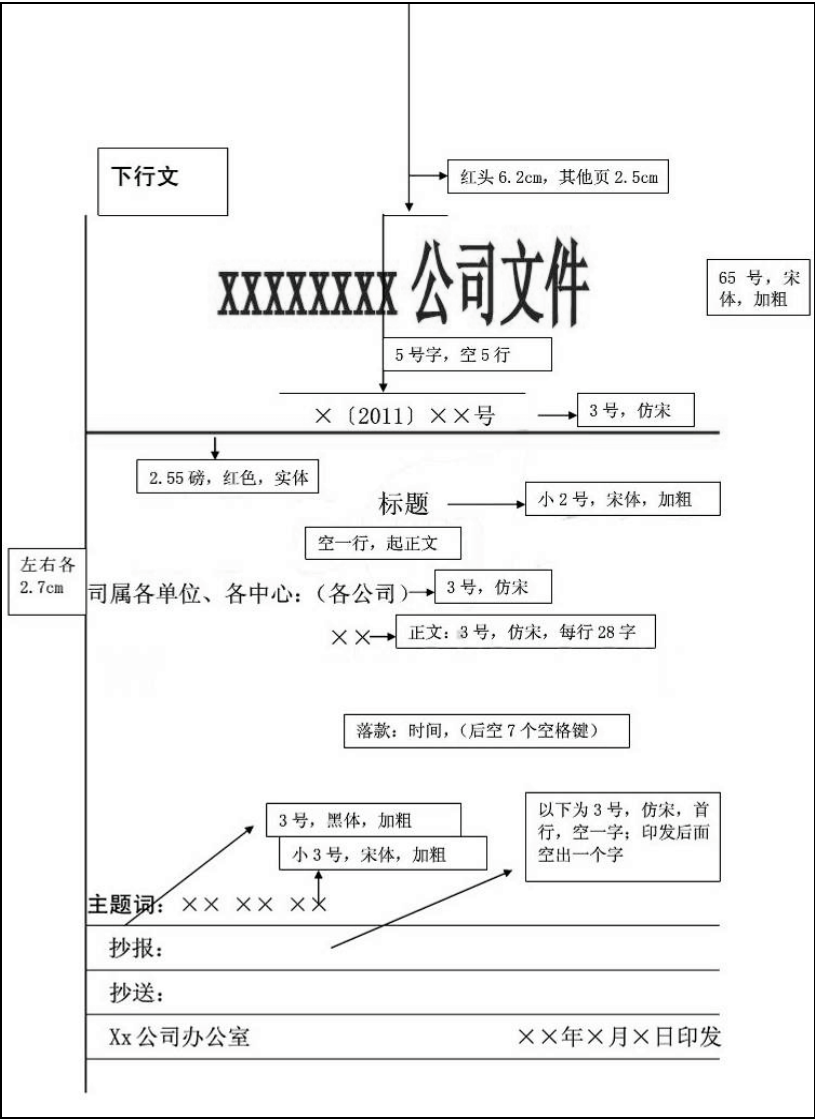 下行文
红头 6.2cm，其他页 2.5cm
xxxxxxxx 公司文件
65 号，宋
体，加粗
5 号字，空 5 行
×〔2011〕××号
3 号，仿宋
2.55 磅，红色，实体
标题
小 2 号，宋体，加粗
空一行，起正文
左右各
2.7cm
司属各单位、各中心：（各公司）
3 号，仿宋
××
正文：3 号，仿宋，每行 28 字
落款：时间，（后空 7 个空格键）
3 号，黑体，加粗
小 3 号，宋体，加粗
以下为 3 号，仿宋，首
行，空一字；印发后面
空出一个字
主题词：×× ×× ××
抄报：
抄送：
Xx 公司办公室 ××年×月×日印发